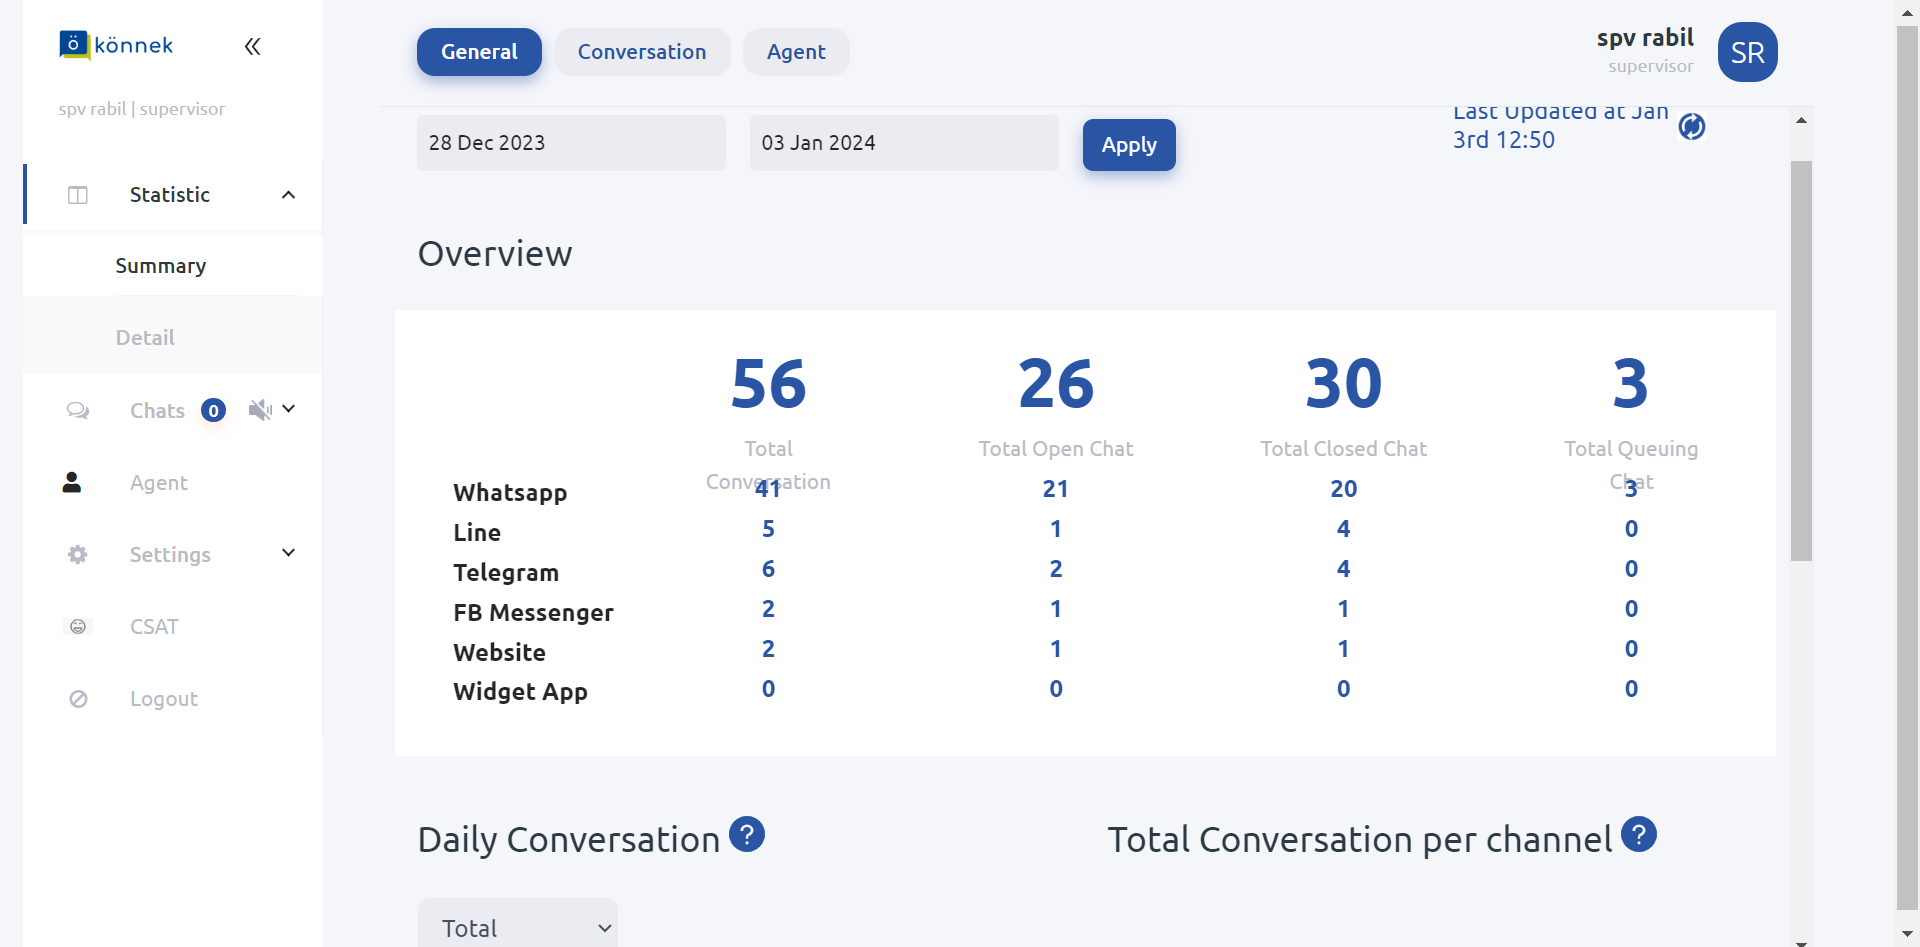 könnek
spv rabil | supervisor
Statistic
Summary
Detail
Chats 0
Agent
Settings
CSAT
Logout
General Conversation Agent
spv rabil
supervisor
SR
28 Dec 2023 03 Jan 2024 Apply
Last Updated at Jan
3rd 12:50
Overview
56 26 30 3
Total Total Open Chat Total Closed Chat Total Queuing
Conversation Chat
Whatsapp 41 21 20 3
Line 5 1 4 0
Telegram 6 2 4 0
FB Messenger 2 1 1 0
Website 2 1 1 0
Widget App 0 0 0 0
Daily Conversation ?
Total Conversation per channel ?
Total